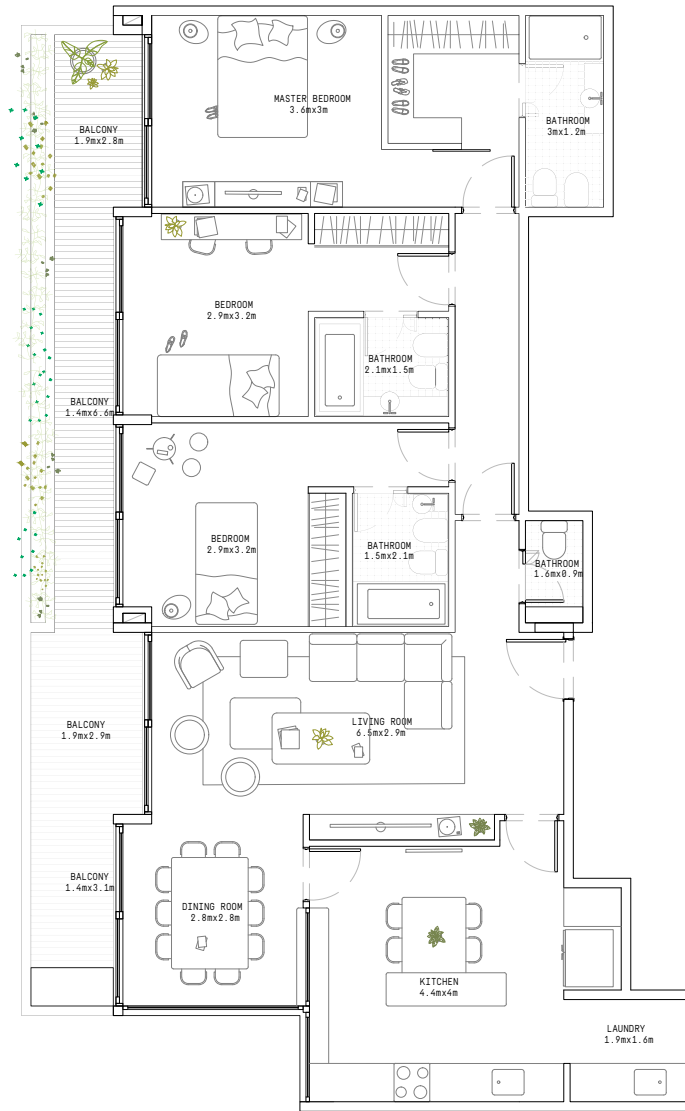 MASTER BEDROOM
3.6mx3m
BATHROOM
3mx1.2m
BALCONY
1.9mx2.8m
BEDROOM
2.9mx3.2m
BATHROOM
2.1mx1.5m
BALCONY
1.4mx6.6m
BEDROOM
2.9mx3.2m
BATHROOM
1.5mx2.1m
BATHROOM
1.6mx0.9m
LIVING ROOM
6.5mx2.9m
BALCONY
1.9mx2.9m
BALCONY
1.4mx3.1m
DINING ROOM
2.8mx2.8m
KITCHEN
4.4mx4m
LAUNDRY
1.9mx1.6m